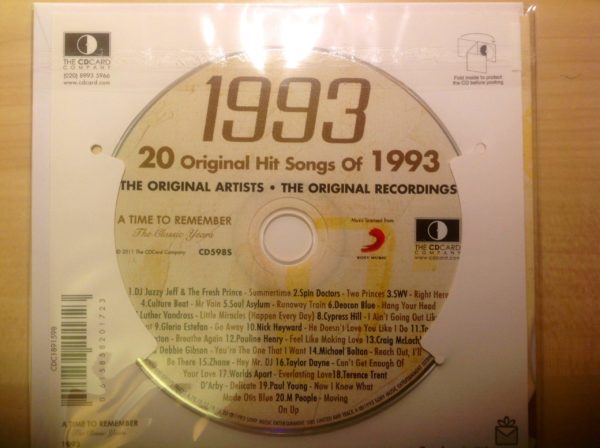 THE CDCARD
COMPANY
(020) 8993 5966
www.cdcard.com
Fold inside to protect
the CD before posting
1993
20 Original Hit Songs Of 1993
THE ORIGINAL ARTISTS • THE ORIGINAL RECORDINGS
A TIME TO REMEMBER
The Classic Years
© 2011 The CDCard Company
CD598S
Music licensed from
SONY MUSIC
THE CDCARD
COMPANY
1.DJ Jazzy Jeff & The Fresh Prince - Summertime 2.Spin Doctors - Two Princes 3.SWV - Right Here
4.Culture Beat - Mr Vain 5.Soul Asylum - Runaway Train 6.Deacon Blue - Hang Your Head
Luther Vandross - Little Miracles (Happen Every Day) 8.Cypress Hill - I Ain't Going Out Like
9.Gloria Estefan - Go Away 10.Nick Heyward - He Doesn't Love You Like I Do 11.
Breathe Again 12.Pauline Henry - Feel Like Making Love 13.Craig McLach
Debbie Gibson - You're The One That I Want 14.Michael Bolton - Reach Out, I'll
Be There 15.Zhane - Hey Mr. DJ 16.Taylor Dayne - Can't Get Enough Of
Your Love 17.Worlds Apart - Everlasting Love 18.Terence Trent
D'Arby - Delicate 19.Paul Young - Now I Know What
Made Otis Blue 20.M People - Moving
On Up
CDC1891598
A TIME TO REMEMBER
The Classic Years
1993